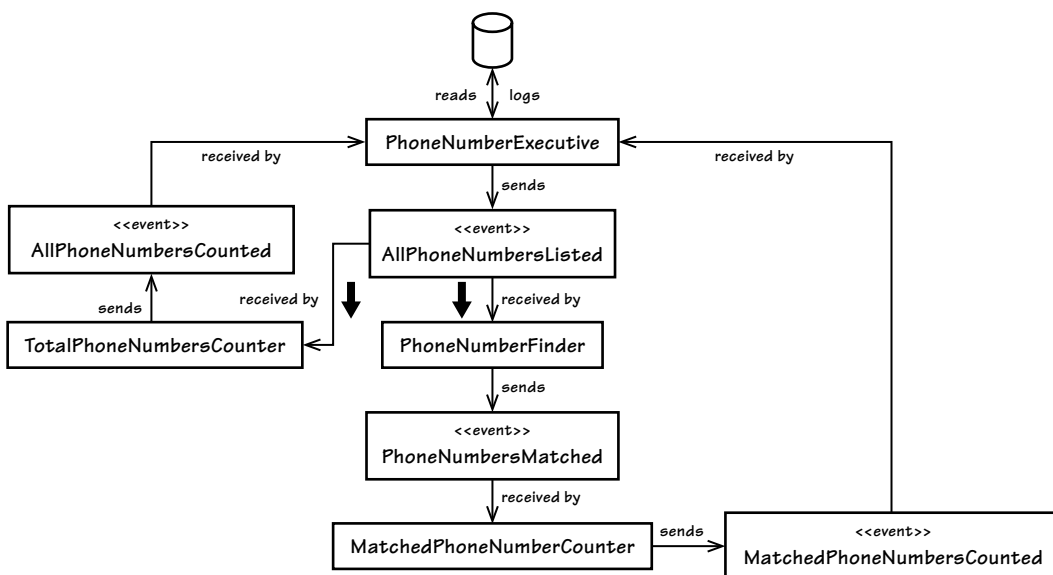 reads
logs
PhoneNumberExecutive
received by
received by
sends
<<event>>
AllPhoneNumbersCounted
<<event>>
AllPhoneNumbersListed
sends
received by
received by
TotalPhoneNumbersCounter
PhoneNumberFinder
sends
<<event>>
PhoneNumbersMatched
received by
MatchedPhoneNumberCounter
sends
<<event>>
MatchedPhoneNumbersCounted